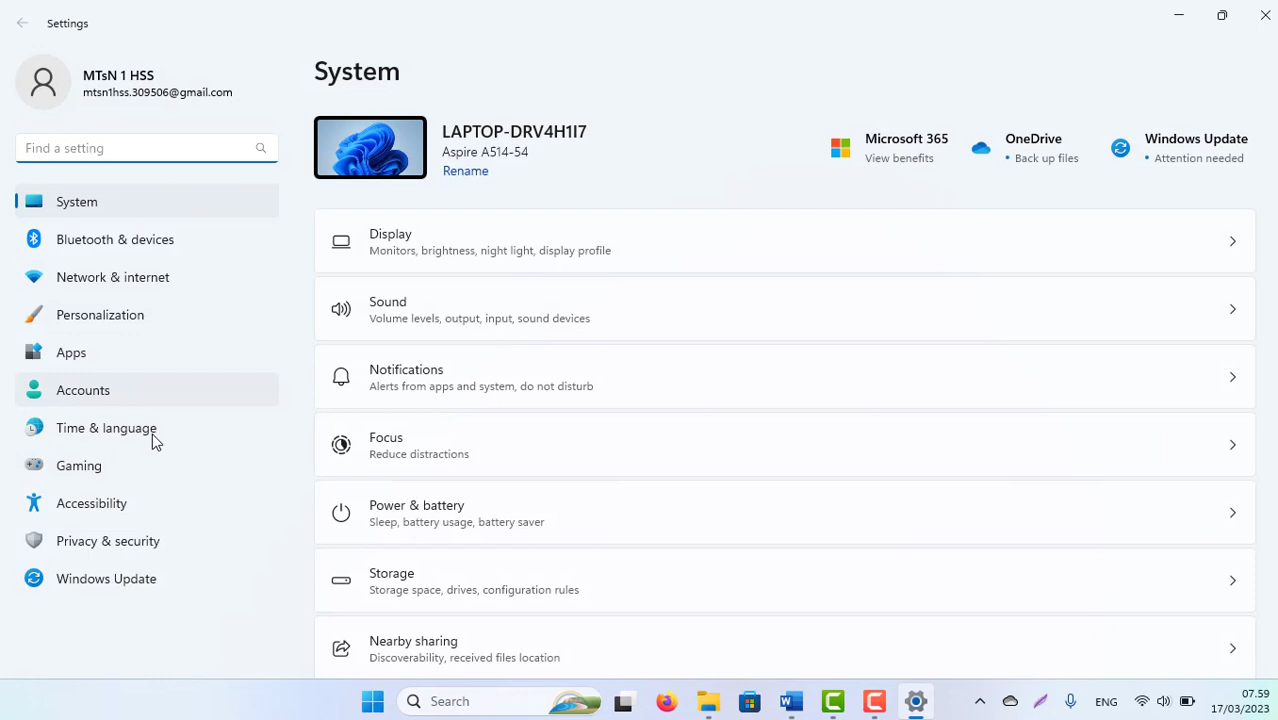 Settings
MTsN 1 HSS
mtsn1hss.309506@gmail.com
Find a setting
System
Bluetooth & devices
Network & internet
Personalization
Apps
Accounts
Time & language
Gaming
Accessibility
Privacy & security
Windows Update
System
LAPTOP-DRV4H1I7
Aspire A514-54
Rename
Microsoft 365
View benefits
OneDrive
• Back up files
Windows Update
• Attention needed
Display
Monitors, brightness, night light, display profile
Sound
Volume levels, output, input, sound devices
Notifications
Alerts from apps and system, do not disturb
Focus
Reduce distractions
Power & battery
Sleep, battery usage, battery saver
Storage
Storage space, drives, configuration rules
Nearby sharing
Discoverability, received files location
Search
ENG
07.59
17/03/2023